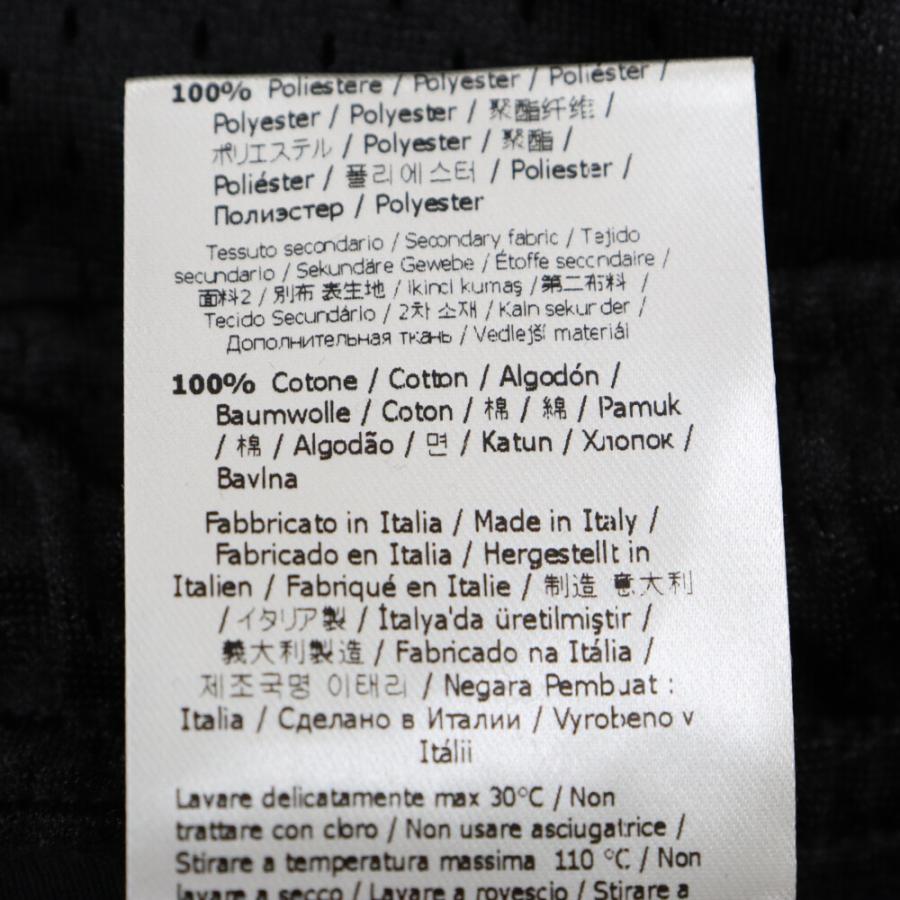 100% Poliestere / Polyester / Poliéster /
Polyester / Polyester / 聚酯纤维 /
ポリエステル / Polyester / 聚酯 /
Poliéster / 폴리에스터 / Poliester /
Полиэстер / Polyester
Tessuto secondario / Secondary fabric / Tejido
secundario / Sekundäre Gewebe / Étoffe secondaire /
面料2 / 別布 表生地 / ikinci kumaş / 第二布料 /
Tecido Secundário / 2차 소재 / Kain sekunder /
Дополнительная ткань / Vedlejší materiál
100% Cotone / Cotton / Algodón /
Baumwolle / Coton / 棉 / 綿 / Pamuk
/ 棉 / Algodão / 면 / Katun / Хлопок /
Bavlna
Fabbricato in Italia / Made in Italy /
Fabricado en Italia / Hergestellt in
Italien / Fabriqué en Italie / 制造 意大利
/ イタリア製 / İtalya'da üretilmiştir /
義大利製造 / Fabricado na Itália /
제조국명 이태리 / Negara Pembuat :
Italia / Сделано в Италии / Vyrobeno v
Itálii
Lavare delicatamente max 30°C / Non
trattare con cloro / Non usare asciugatrice /
Stirare a temperatura massima 110 °C / Non
lavare a secco / Lavare a rovescio / Stirare a